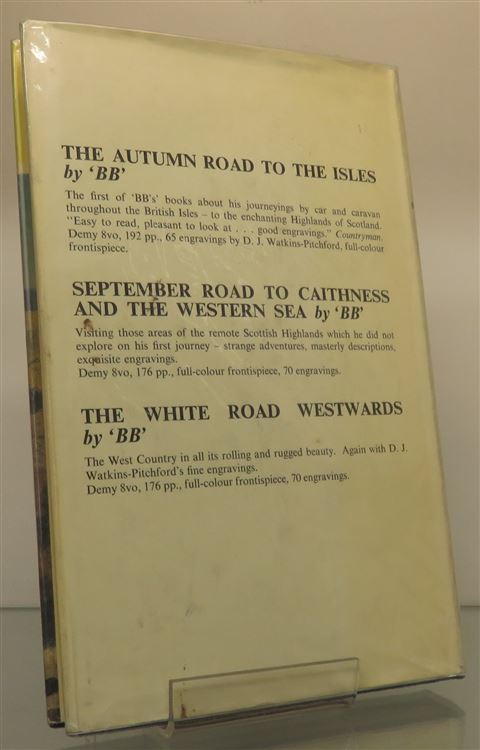 THE AUTUMN ROAD TO THE ISLES
by ‘BB’
The first of ‘BB’s’ books about his journeyings by car and caravan
throughout the British Isles – to the enchanting Highlands of Scotland.
"Easy to read, pleasant to look at . . . good engravings." Countryman.
Demy 8vo, 192 pp., 65 engravings by D. J. Watkins-Pitchford, full-colour
frontispiece.
SEPTEMBER ROAD TO CAITHNESS
AND THE WESTERN SEA by ‘BB’
Visiting those areas of the remote Scottish Highlands which he did not
explore on his first journey – strange adventures, masterly descriptions,
exquisite engravings.
Demy 8vo, 176 pp., full-colour frontispiece, 70 engravings.
THE WHITE ROAD WESTWARDS
by ‘BB’
The West Country in all its rolling and rugged beauty. Again with D. J.
Watkins-Pitchford's fine engravings.
Demy 8vo, 176 pp., full-colour frontispiece, 70 engravings.